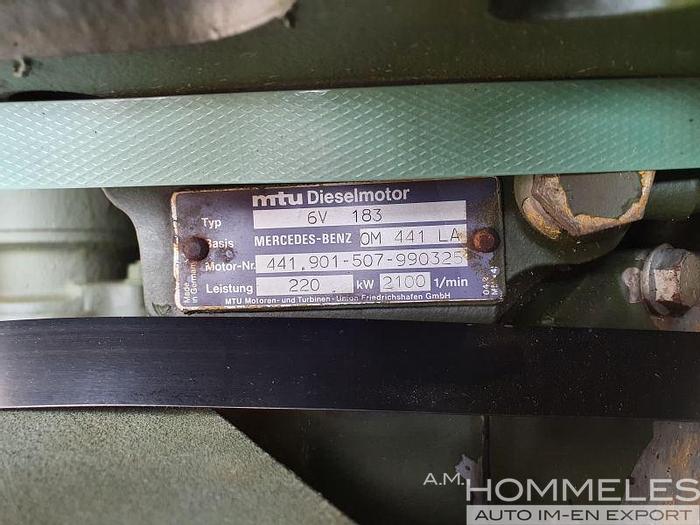 mtu Dieselmotor
Typ 6V 183
Basis MERCEDES-BENZ OM 441 LA
Motor-Nr. 441.901-507-990325
Leistung 220 kW 2100 1/min
MTU Motoren-und Turbinen-Union Friedrichshafen GmbH
Made in Germany
A.M. HOMMELES
AUTO IM-EN EXPORT